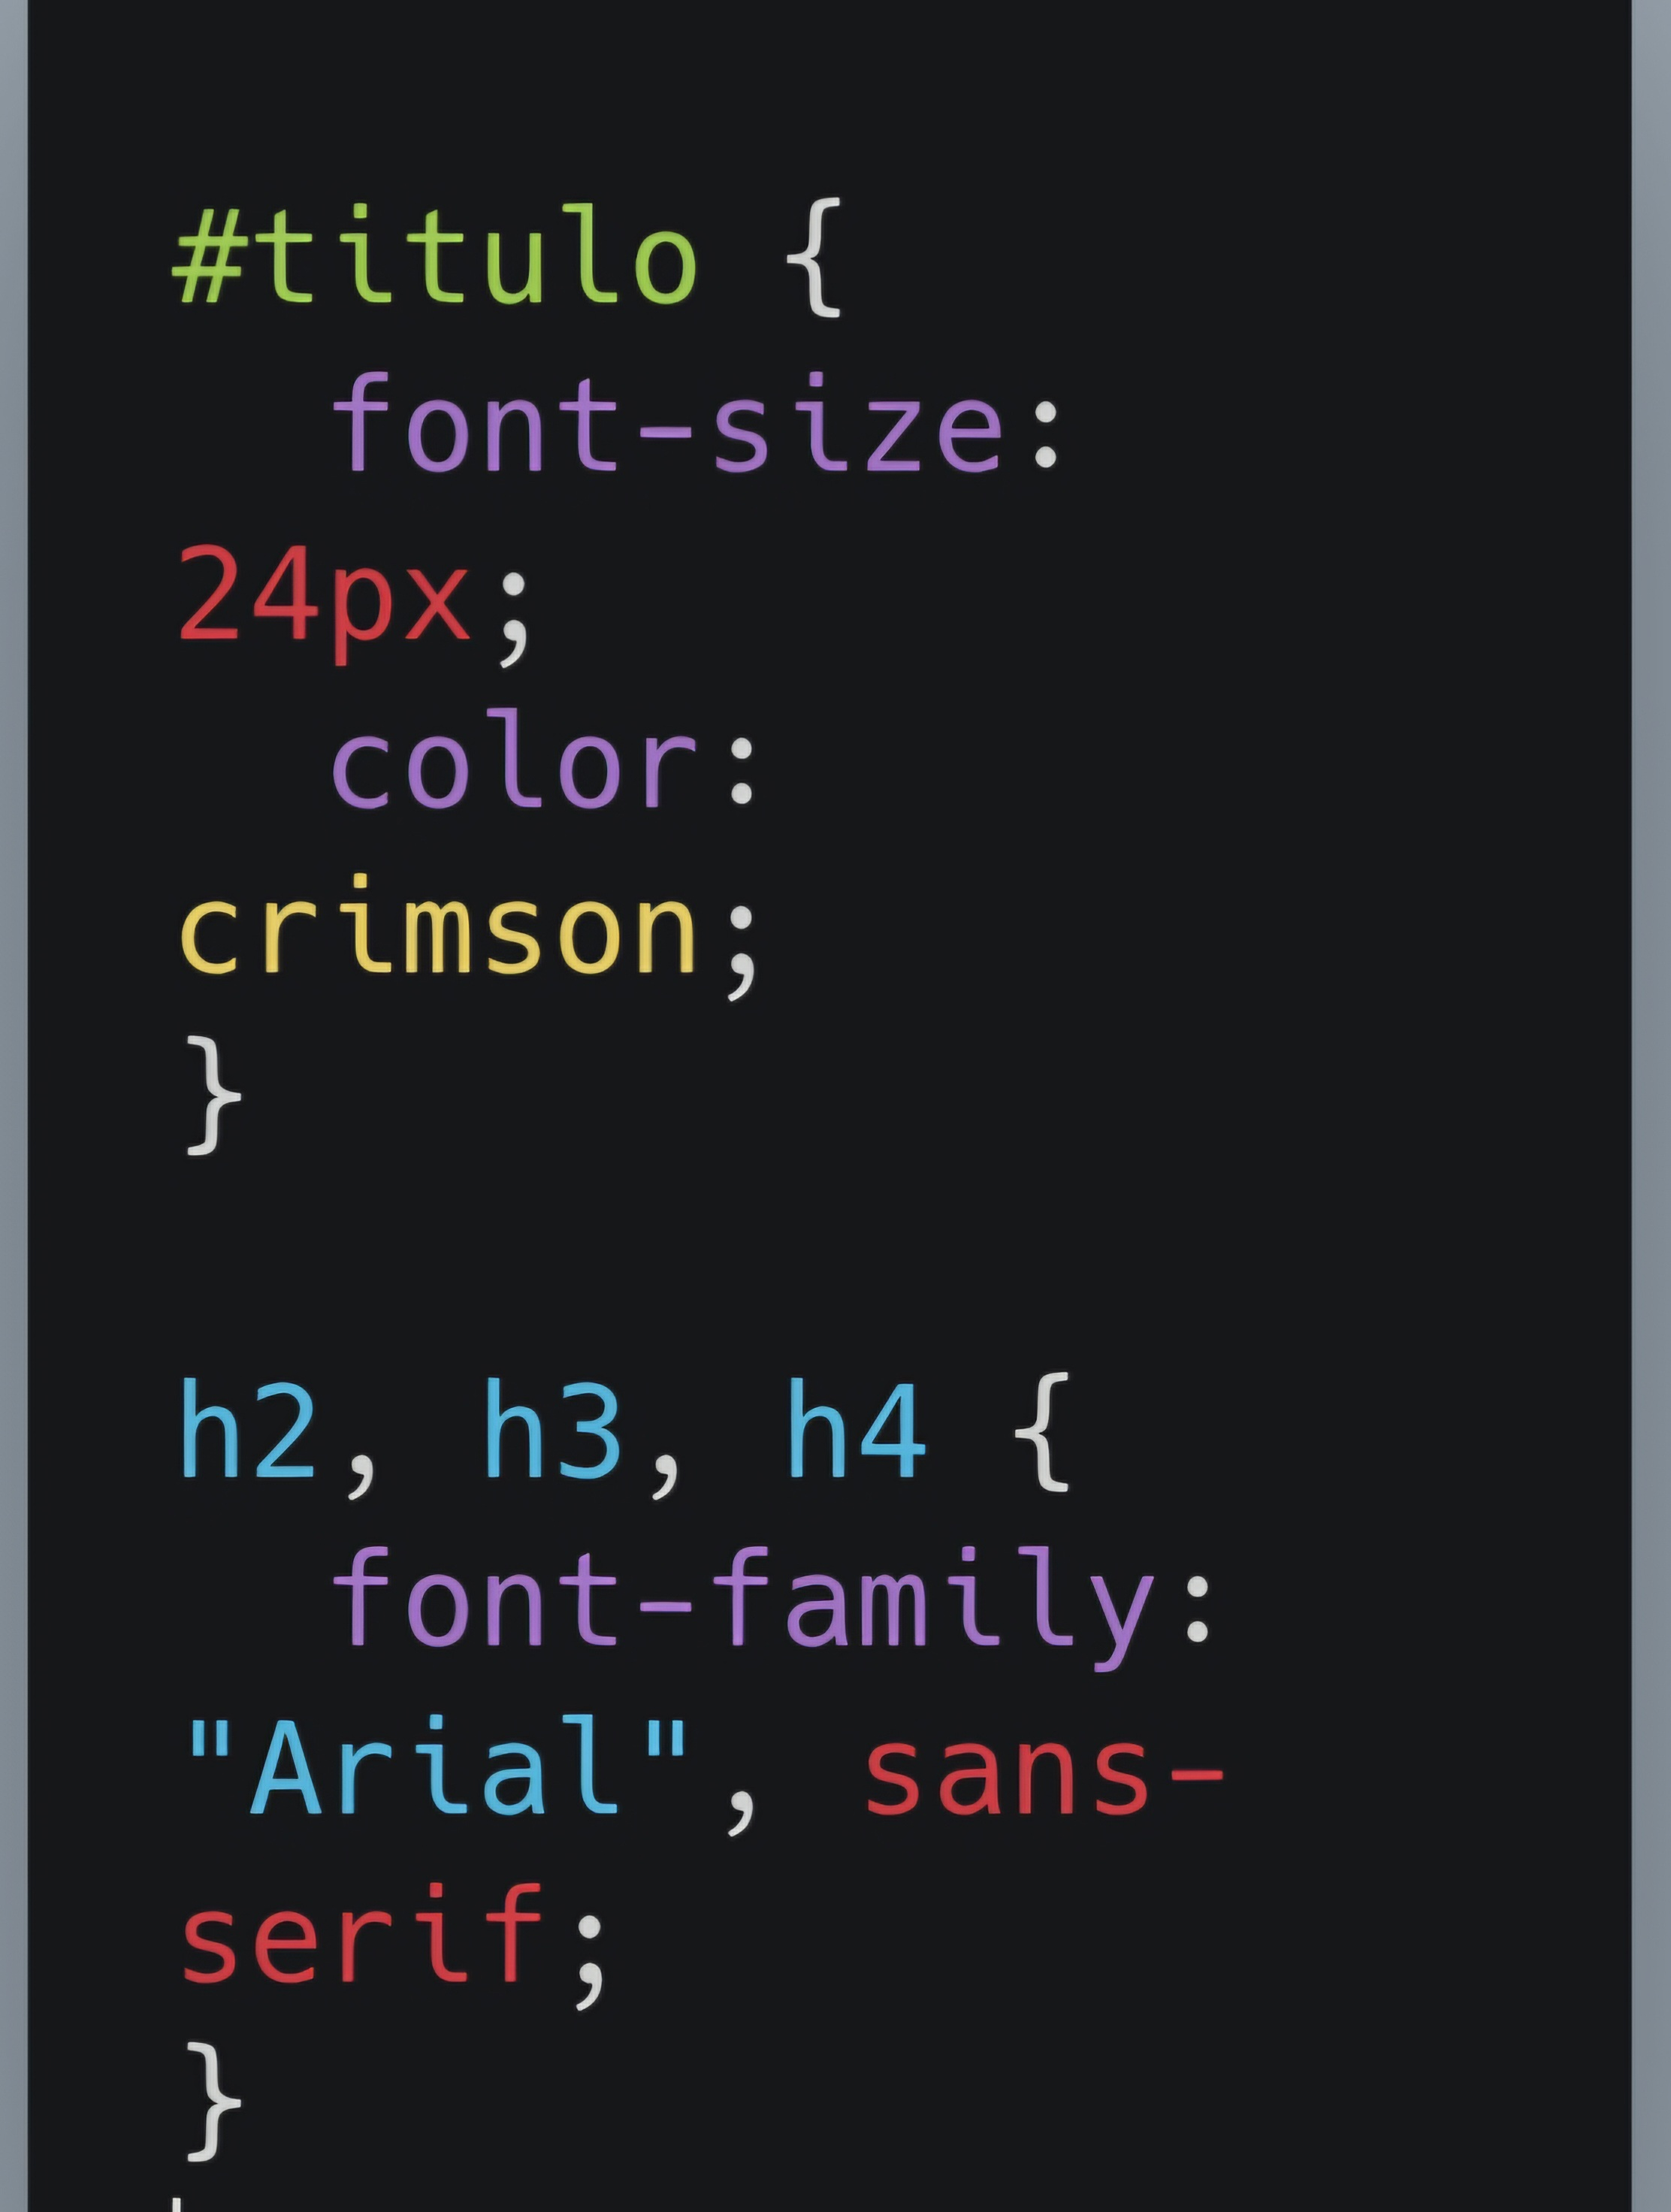 #titulo {
  font-size:
24px;
  color:
crimson;
}
h2, h3, h4 {
  font-family:
"Arial", sans-
serif;
}